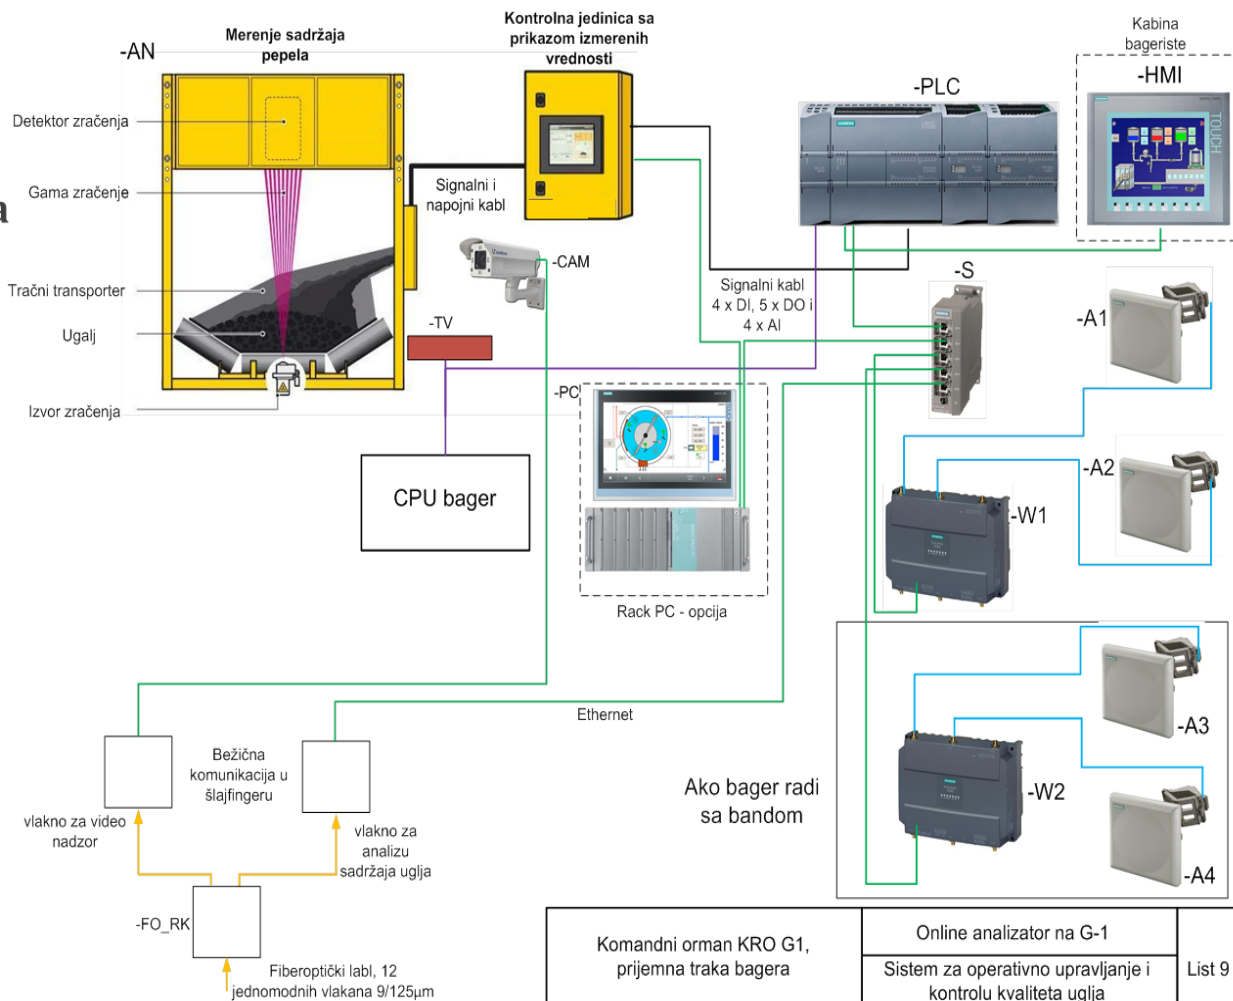 Merenje sadržaja
pepela
-AN
Kontrolna jedinica sa
prikazom izmerenih
vrednosti
Kabina
bageriste
-HMI
-PLC
TOUCH
SIEMENS
Detektor zračenja
Gama zračenje
a
Signalni i
napojni kabl
-CAM
Tračni transporter
Signalni kabl
4 x DI, 5 x DO i
4 x AI
-S
-A1
Ugalj
-TV
Izvor zračenja
-PC
-A2
CPU bager
-W1
Rack PC - opcija
Ethernet
-A3
Bežična
komunikacija u
šlajfingeru
Ako bager radi
sa bandom
-W2
vlakno za video
nadzor
vlakno za
analizu
sadržaja uglja
-A4
-FO_RK
Fiberoptički labl, 12
jednomodnih vlakana 9/125µm
Komandni orman KRO G1,
prijemna traka bagera
Online analizator na G-1
Sistem za operativno upravljanje i
kontrolu kvaliteta uglja
List 9